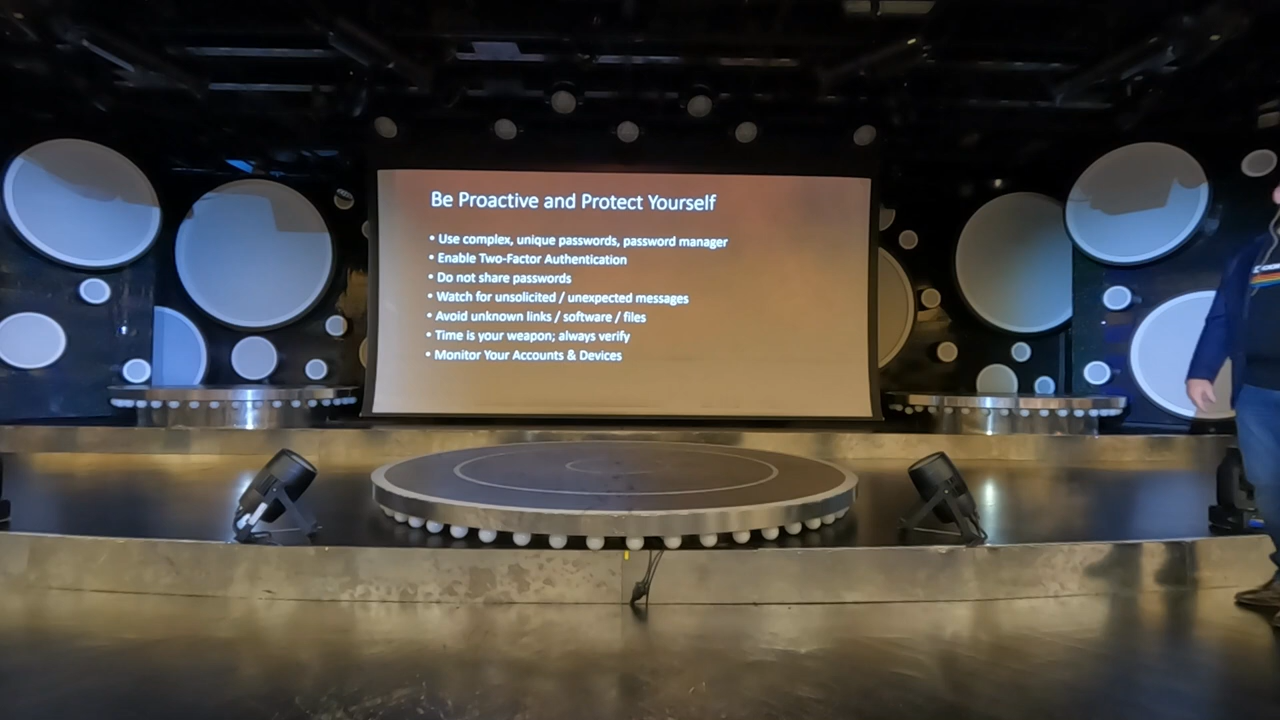 Be Proactive and Protect Yourself
• Use complex, unique passwords, password manager
• Enable Two-Factor Authentication
• Do not share passwords
• Watch for unsolicited / unexpected messages
• Avoid unknown links / software / files
• Time is your weapon; always verify
• Monitor Your Accounts & Devices